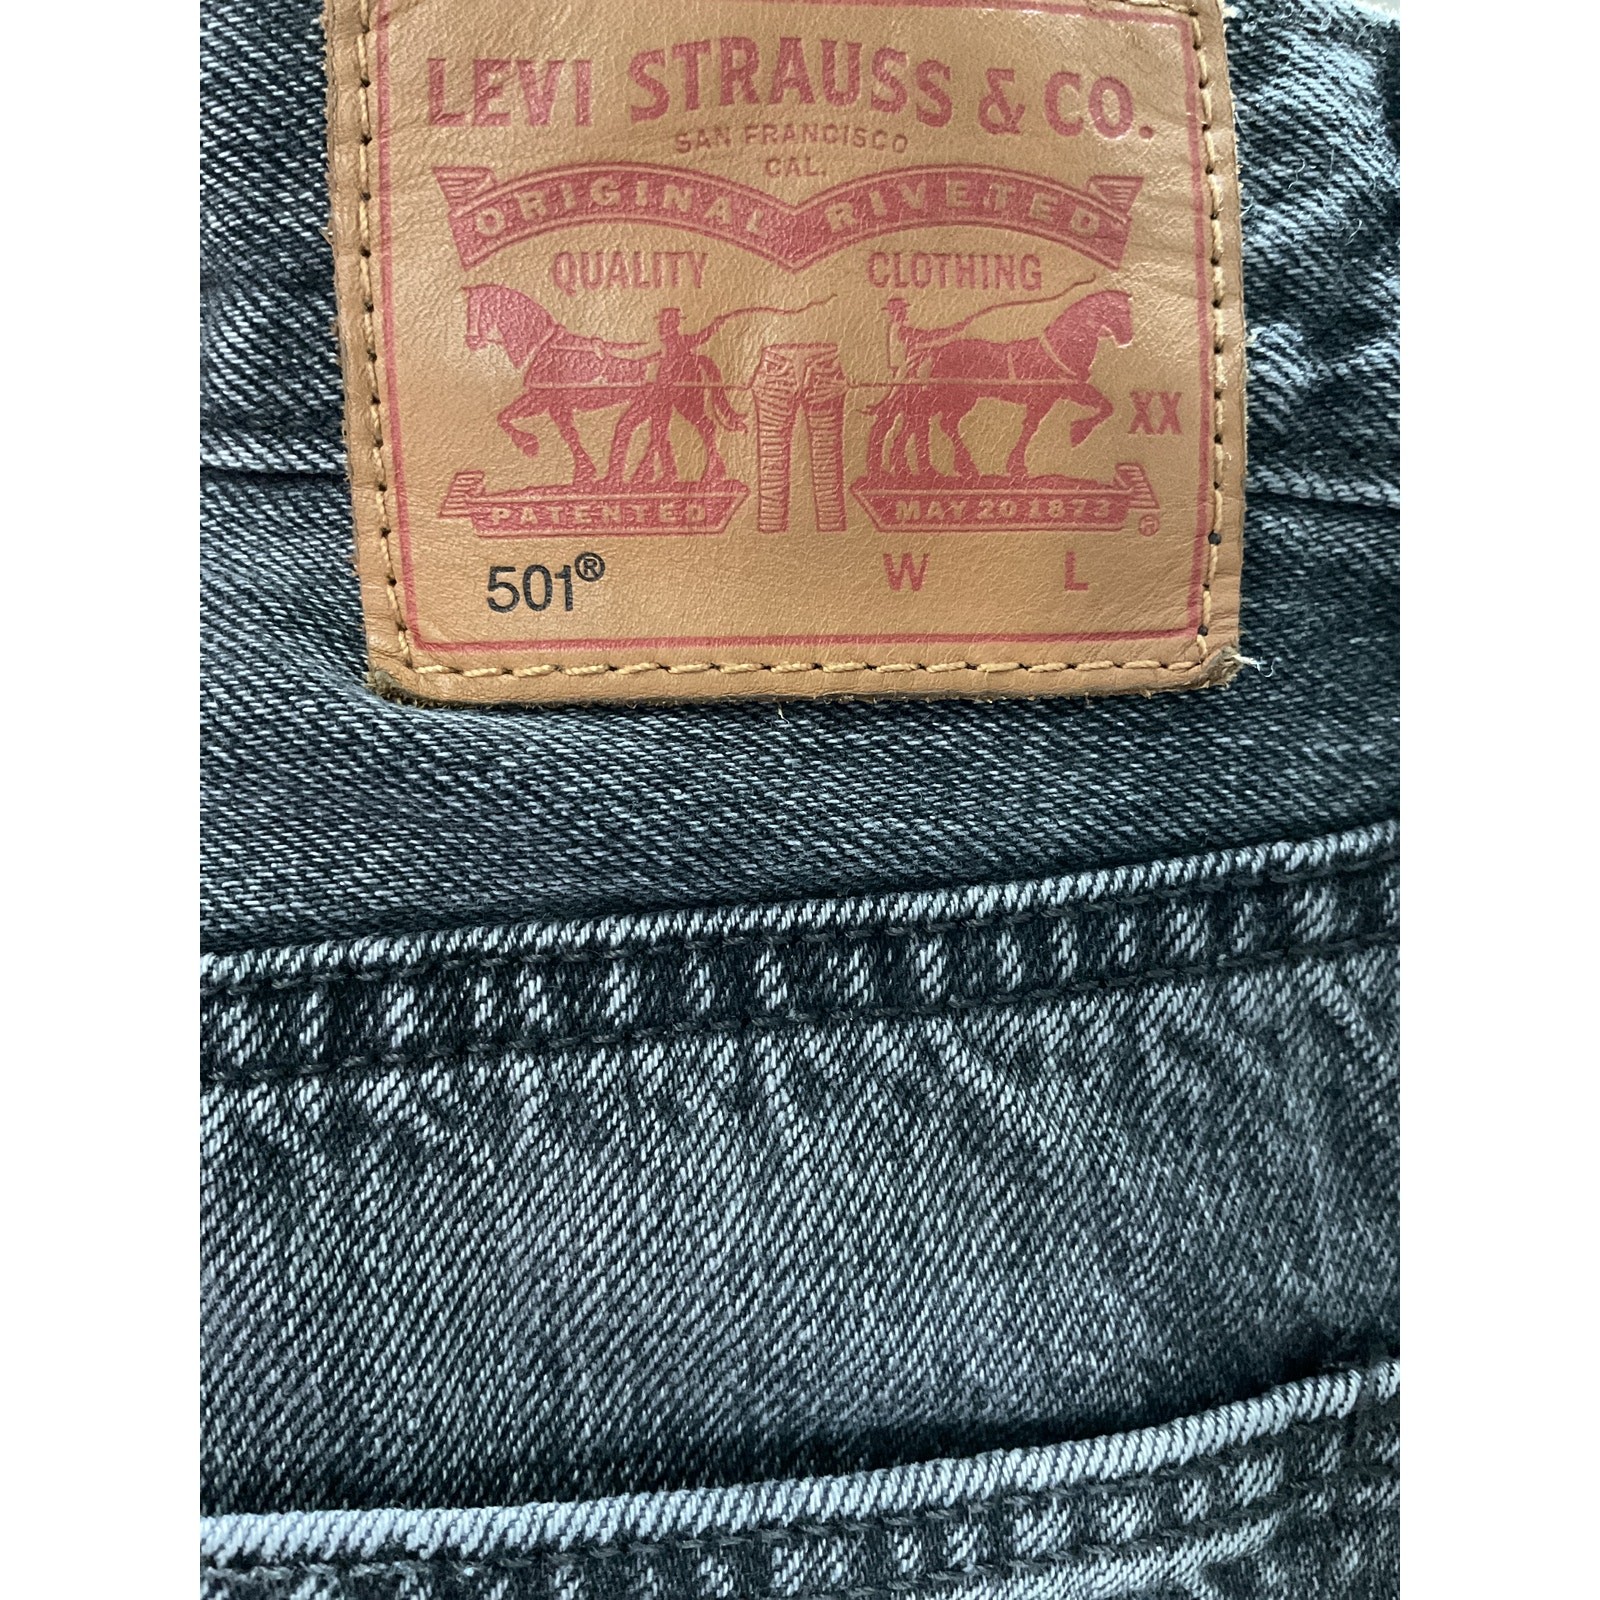 LEVI STRAUSS & CO.
SAN FRANCISCO
CAL.
ORIGINAL RIVETED
QUALITY CLOTHING
XX
PATENTED MAY 20 1873 ®
501® W L